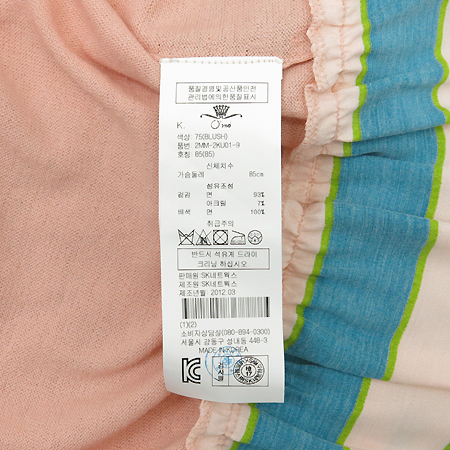 품질경영및공산품안전
관리법에의한품질표시
K.
색상: 75(BLUSH)
품번: 2MM-2KU01-9
호칭: 85(85)
신체치수
가슴둘레 85cm
섬유조성
겉감 면 93%
아크릴 7%
배색 면 100%
취급주의
반드시 석유계 드라이
크리닝 하십시오
판매원 SK네트웍스
제조원 SK네트웍스
제조년월 2012.03
(1)(2)
소비자상담실(080-894-0300)
서울시 강동구 성내동 448-3
MADE IN KOREA